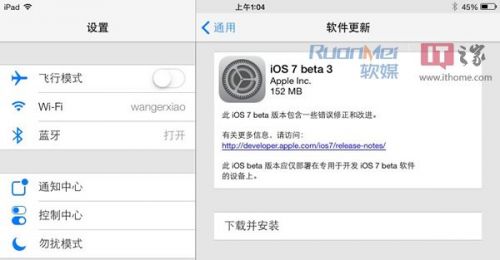 iPad
上午1:04
45%
设置
通用
软件更新
飞行模式
Wi-Fi
wangerxiao
蓝牙
打开
通知中心
控制中心
勿扰模式
iOS 7 beta 3
Apple Inc.
152 MB
RuanMei
软媒
IT之家
www.ithome.com
此 iOS 7 beta 版本包含一些错误修正和改进。
有关更多信息，请访问：
http://developer.apple.com/ios7/release-notes/
此 iOS beta 版本应仅部署在专用于开发 iOS 7 beta 软件
的设备上。
下载并安装